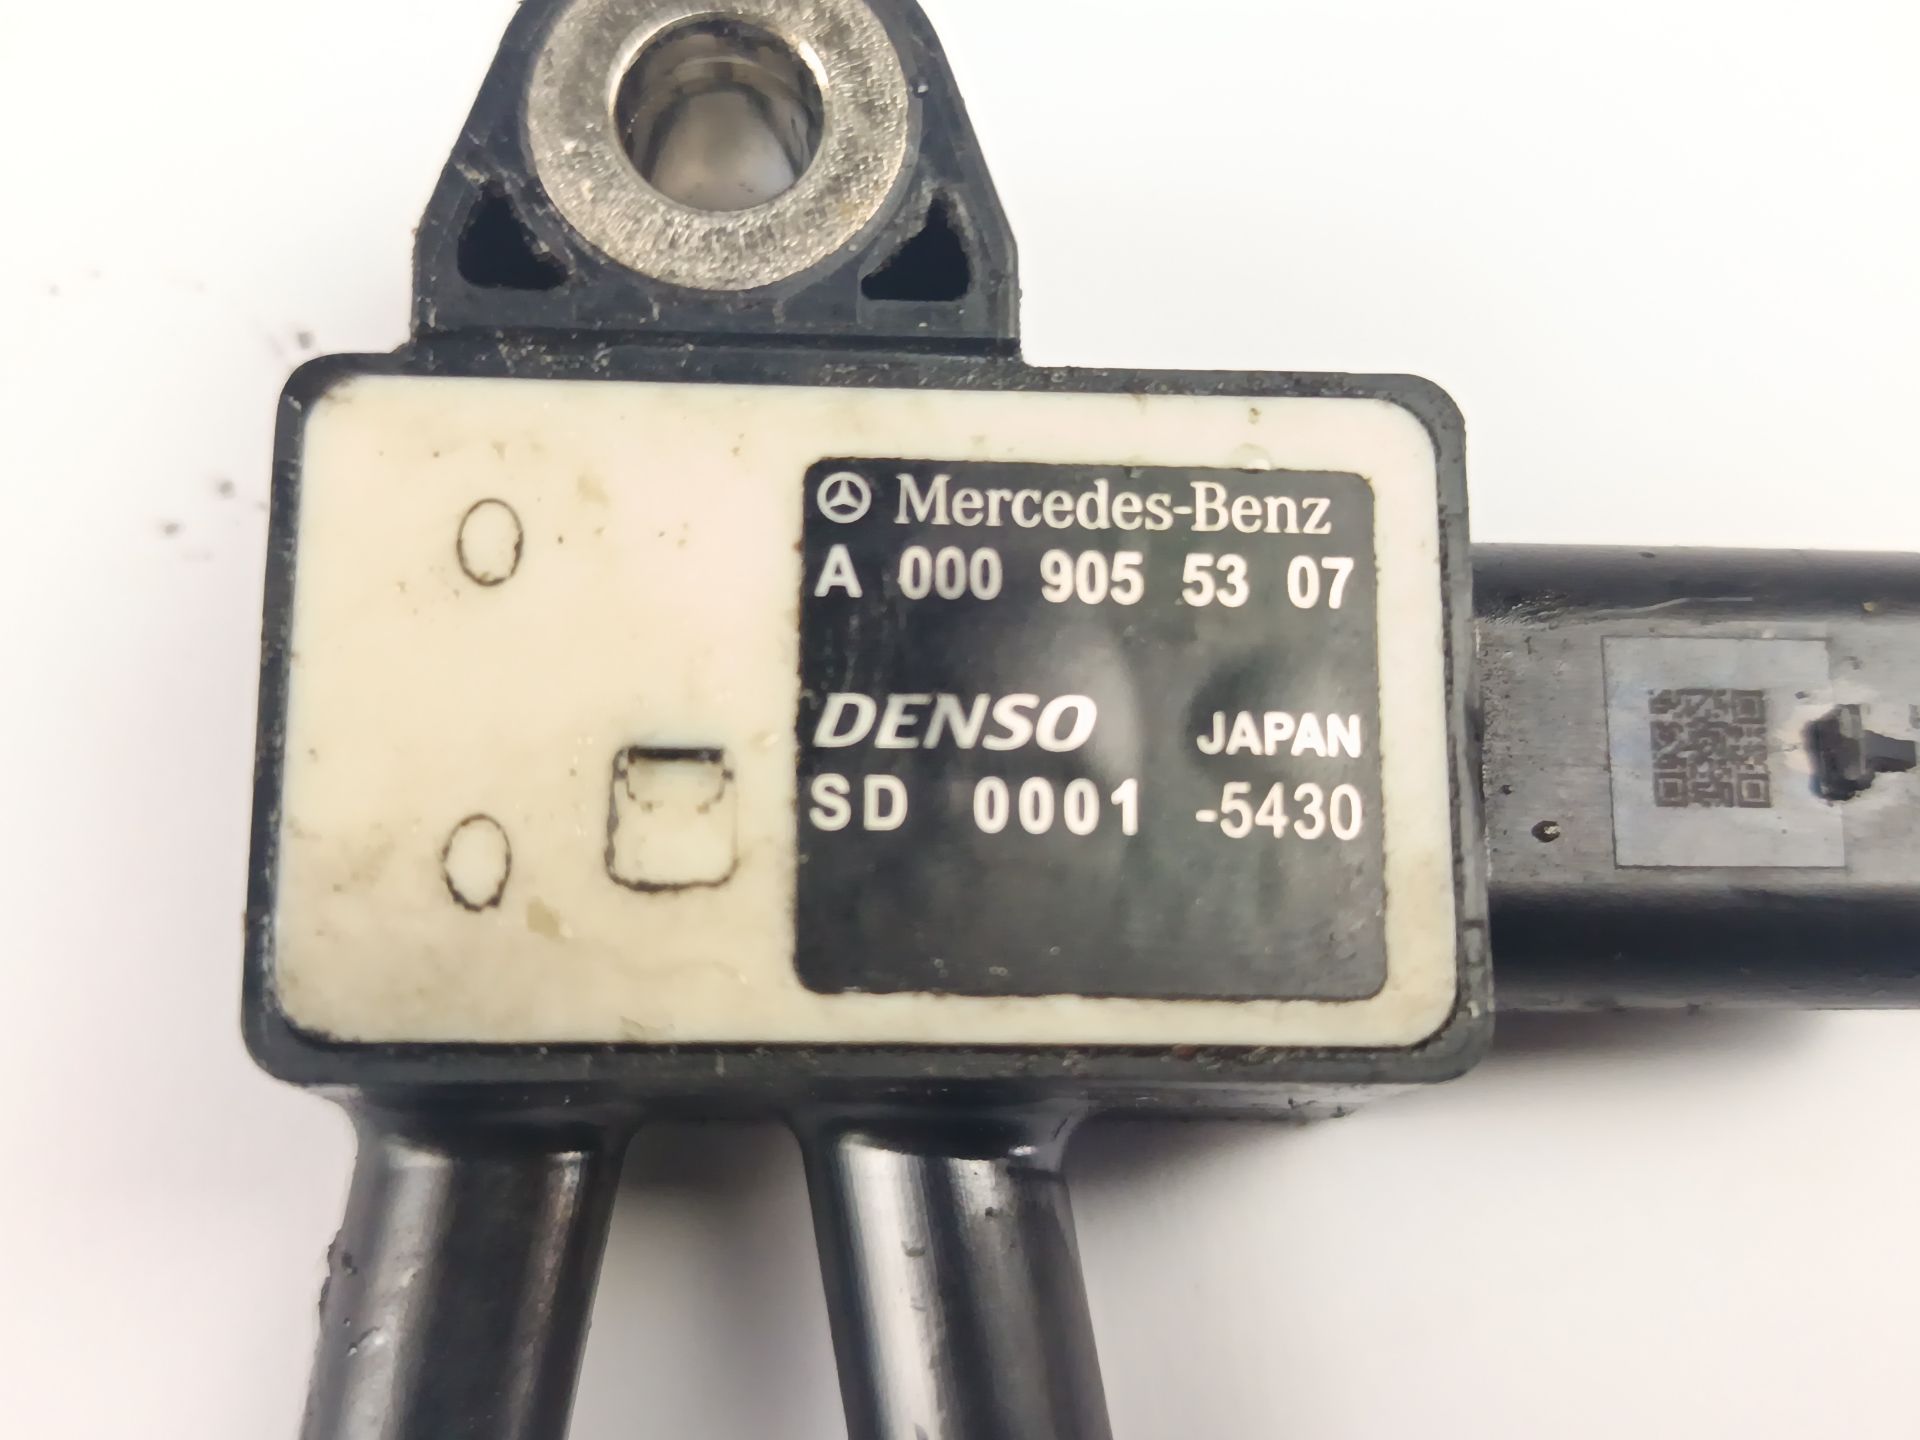 Mercedes-Benz
A 000 905 53 07
DENSO JAPAN
SD 0001 -5430